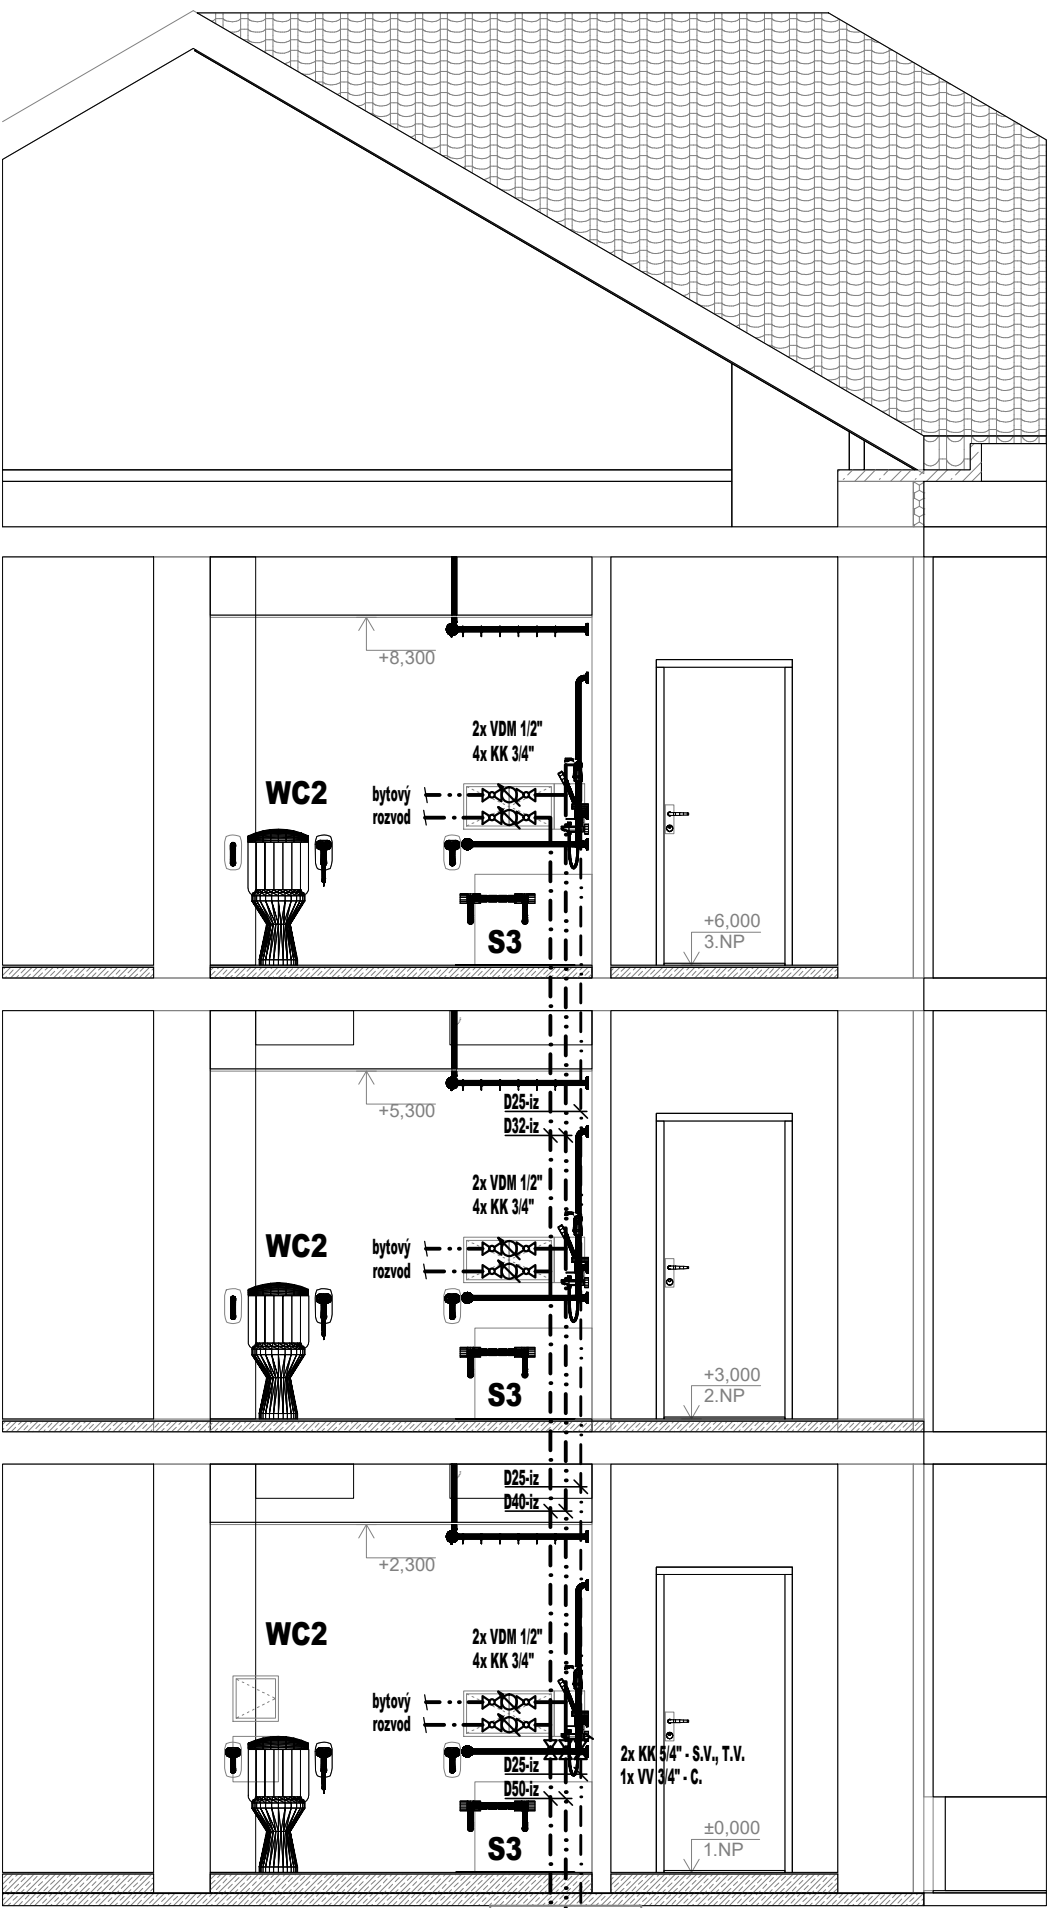 +8,300
2x VDM 1/2"
4x KK 3/4"
WC2
bytový
rozvod
+6,000
3.NP
S3
+5,300
D25-iz
D32-iz
2x VDM 1/2"
4x KK 3/4"
WC2
bytový
rozvod
+3,000
2.NP
S3
D25-iz
D40-iz
+2,300
WC2
2x VDM 1/2"
4x KK 3/4"
bytový
rozvod
2x KK 5/4" - S.V., T.V.
1x VV 3/4" - C.
D25-iz
D50-iz
±0,000
1.NP
S3